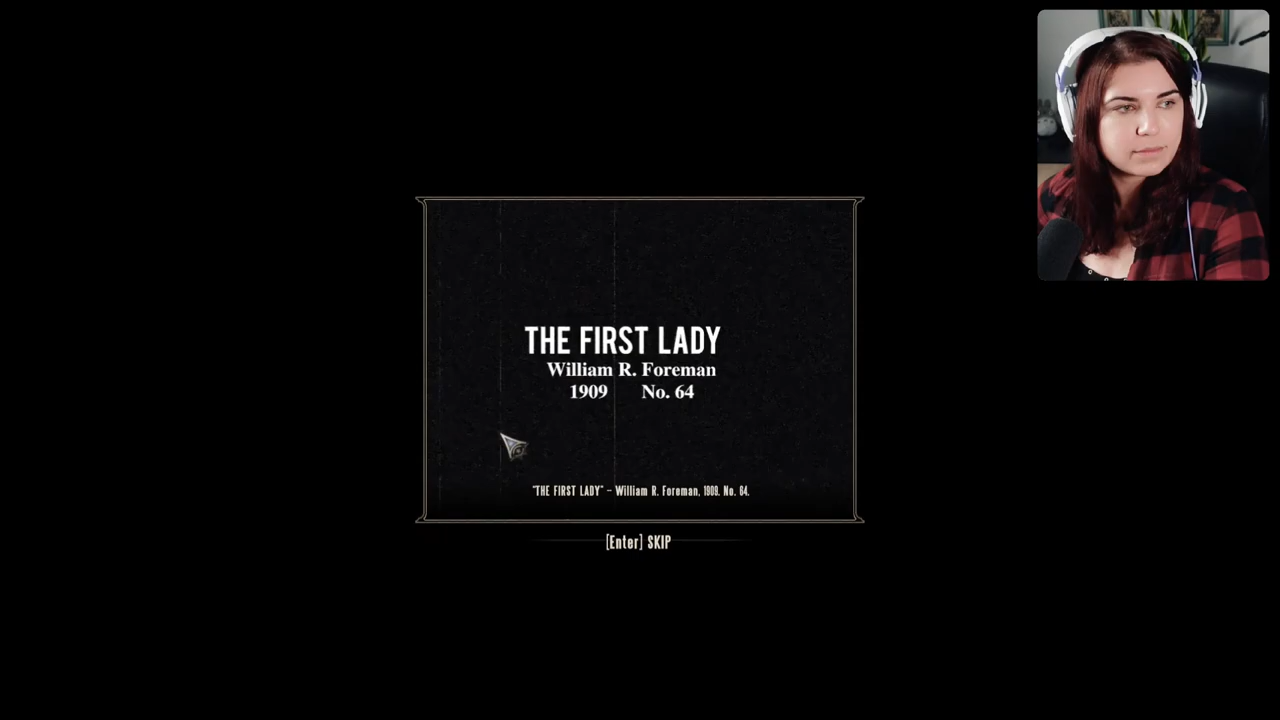 THE FIRST LADY
William R. Foreman
1909 No. 64
"THE FIRST LADY" – William R. Foreman, 1909. No. 64.
[Enter] SKIP